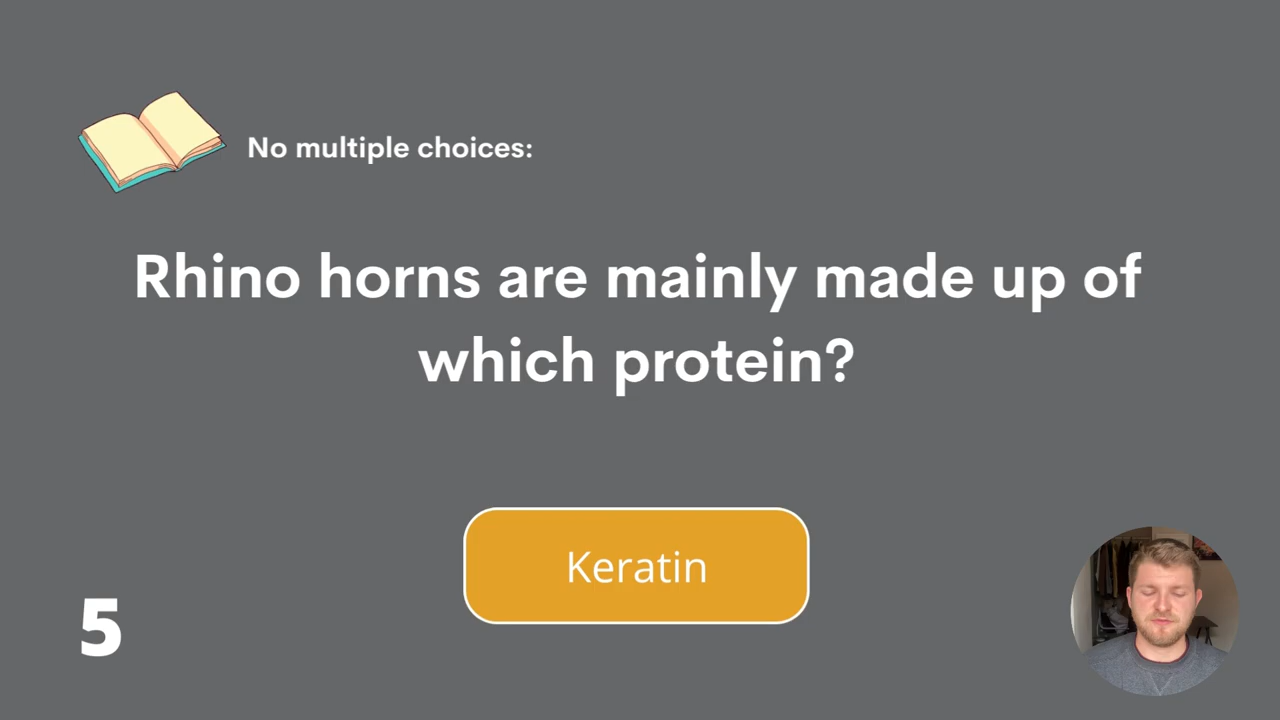 No multiple choices:
Rhino horns are mainly made up of
which protein?
Keratin
5